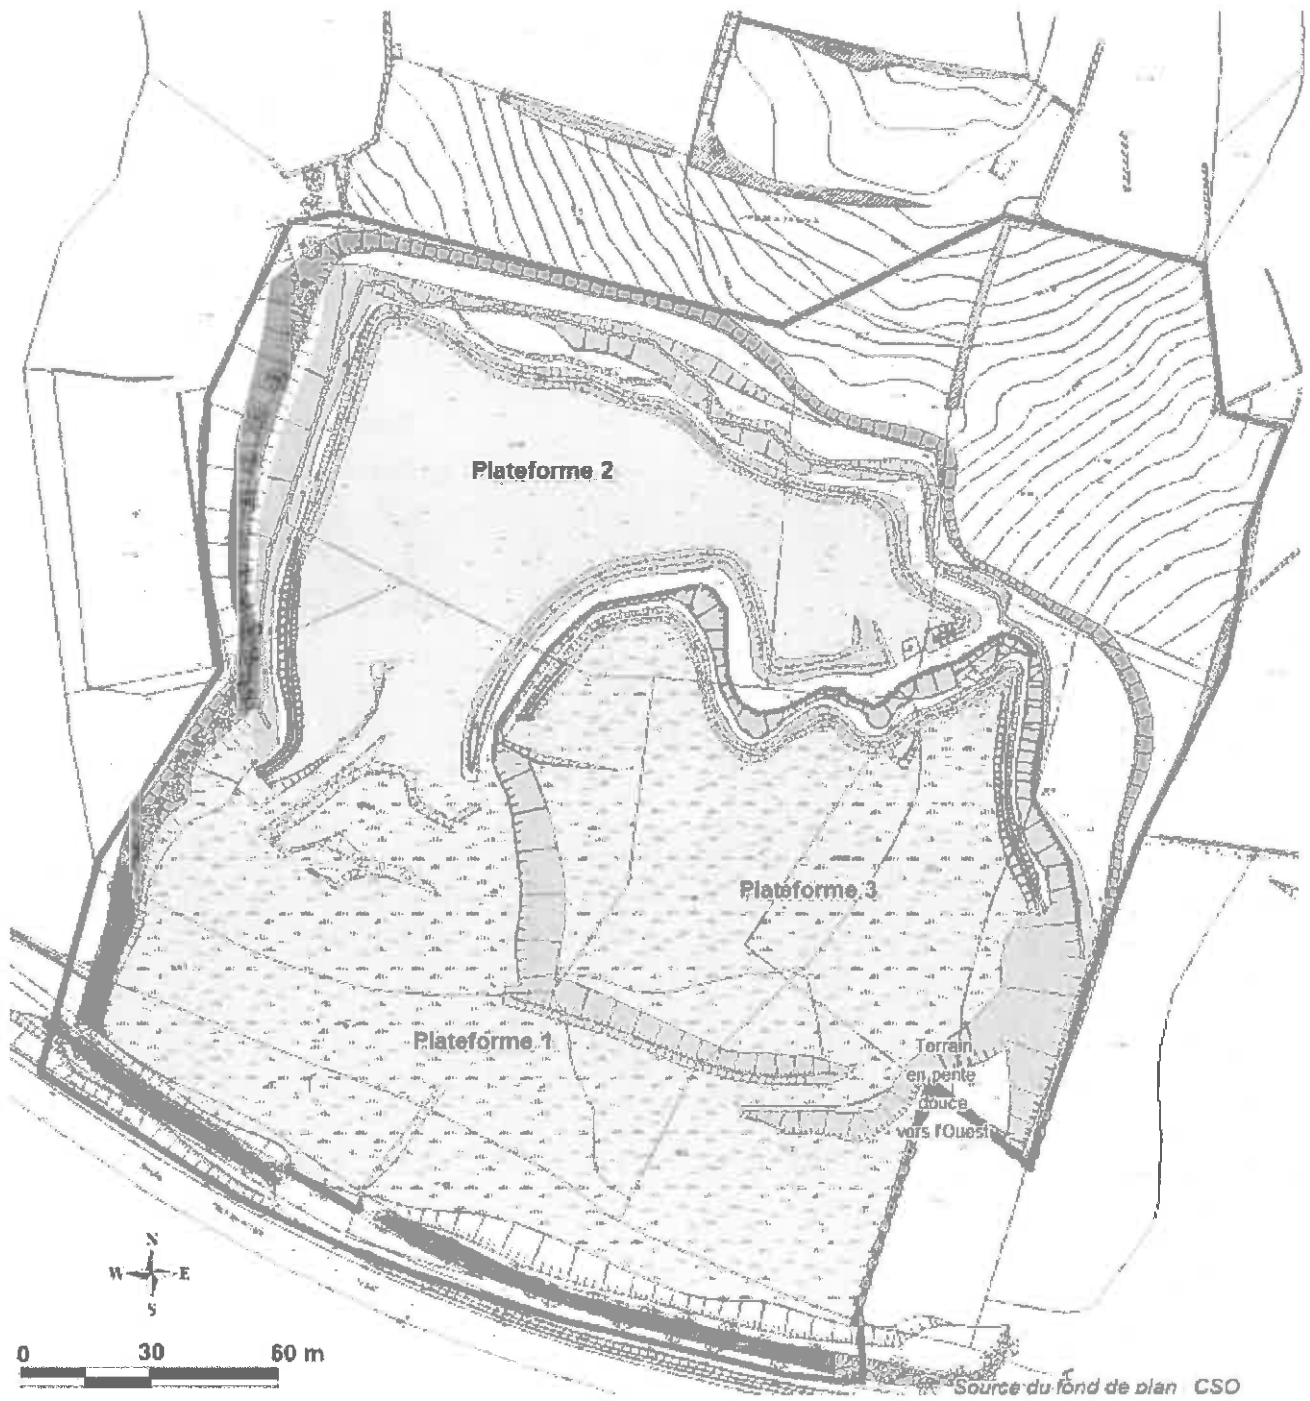 Plateforme 2
Plateforme 3
Plateforme 1
Terrain
en pente
douce
vors l'Ouest
N
W E
S
0 30 60 m
Source du fond de plan CSO